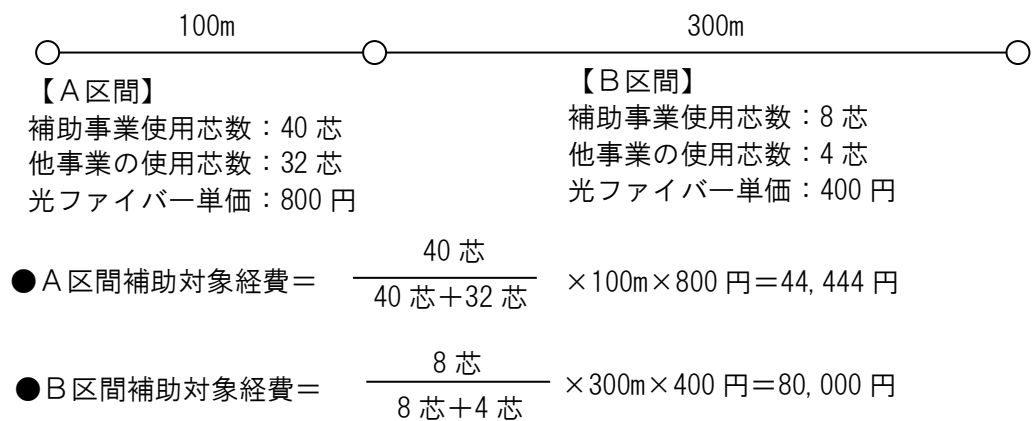 100m 300m
【A区間】 【B区間】
補助事業使用芯数：40 芯 補助事業使用芯数：8 芯
他事業の使用芯数：32 芯 他事業の使用芯数：4 芯
光ファイバー単価：800 円 光ファイバー単価：400 円
40 芯
●A区間補助対象経費＝ ×100m×800 円＝44,444 円
40 芯＋32 芯
8 芯
●B区間補助対象経費＝ ×300m×400 円＝80,000 円
8 芯＋4 芯